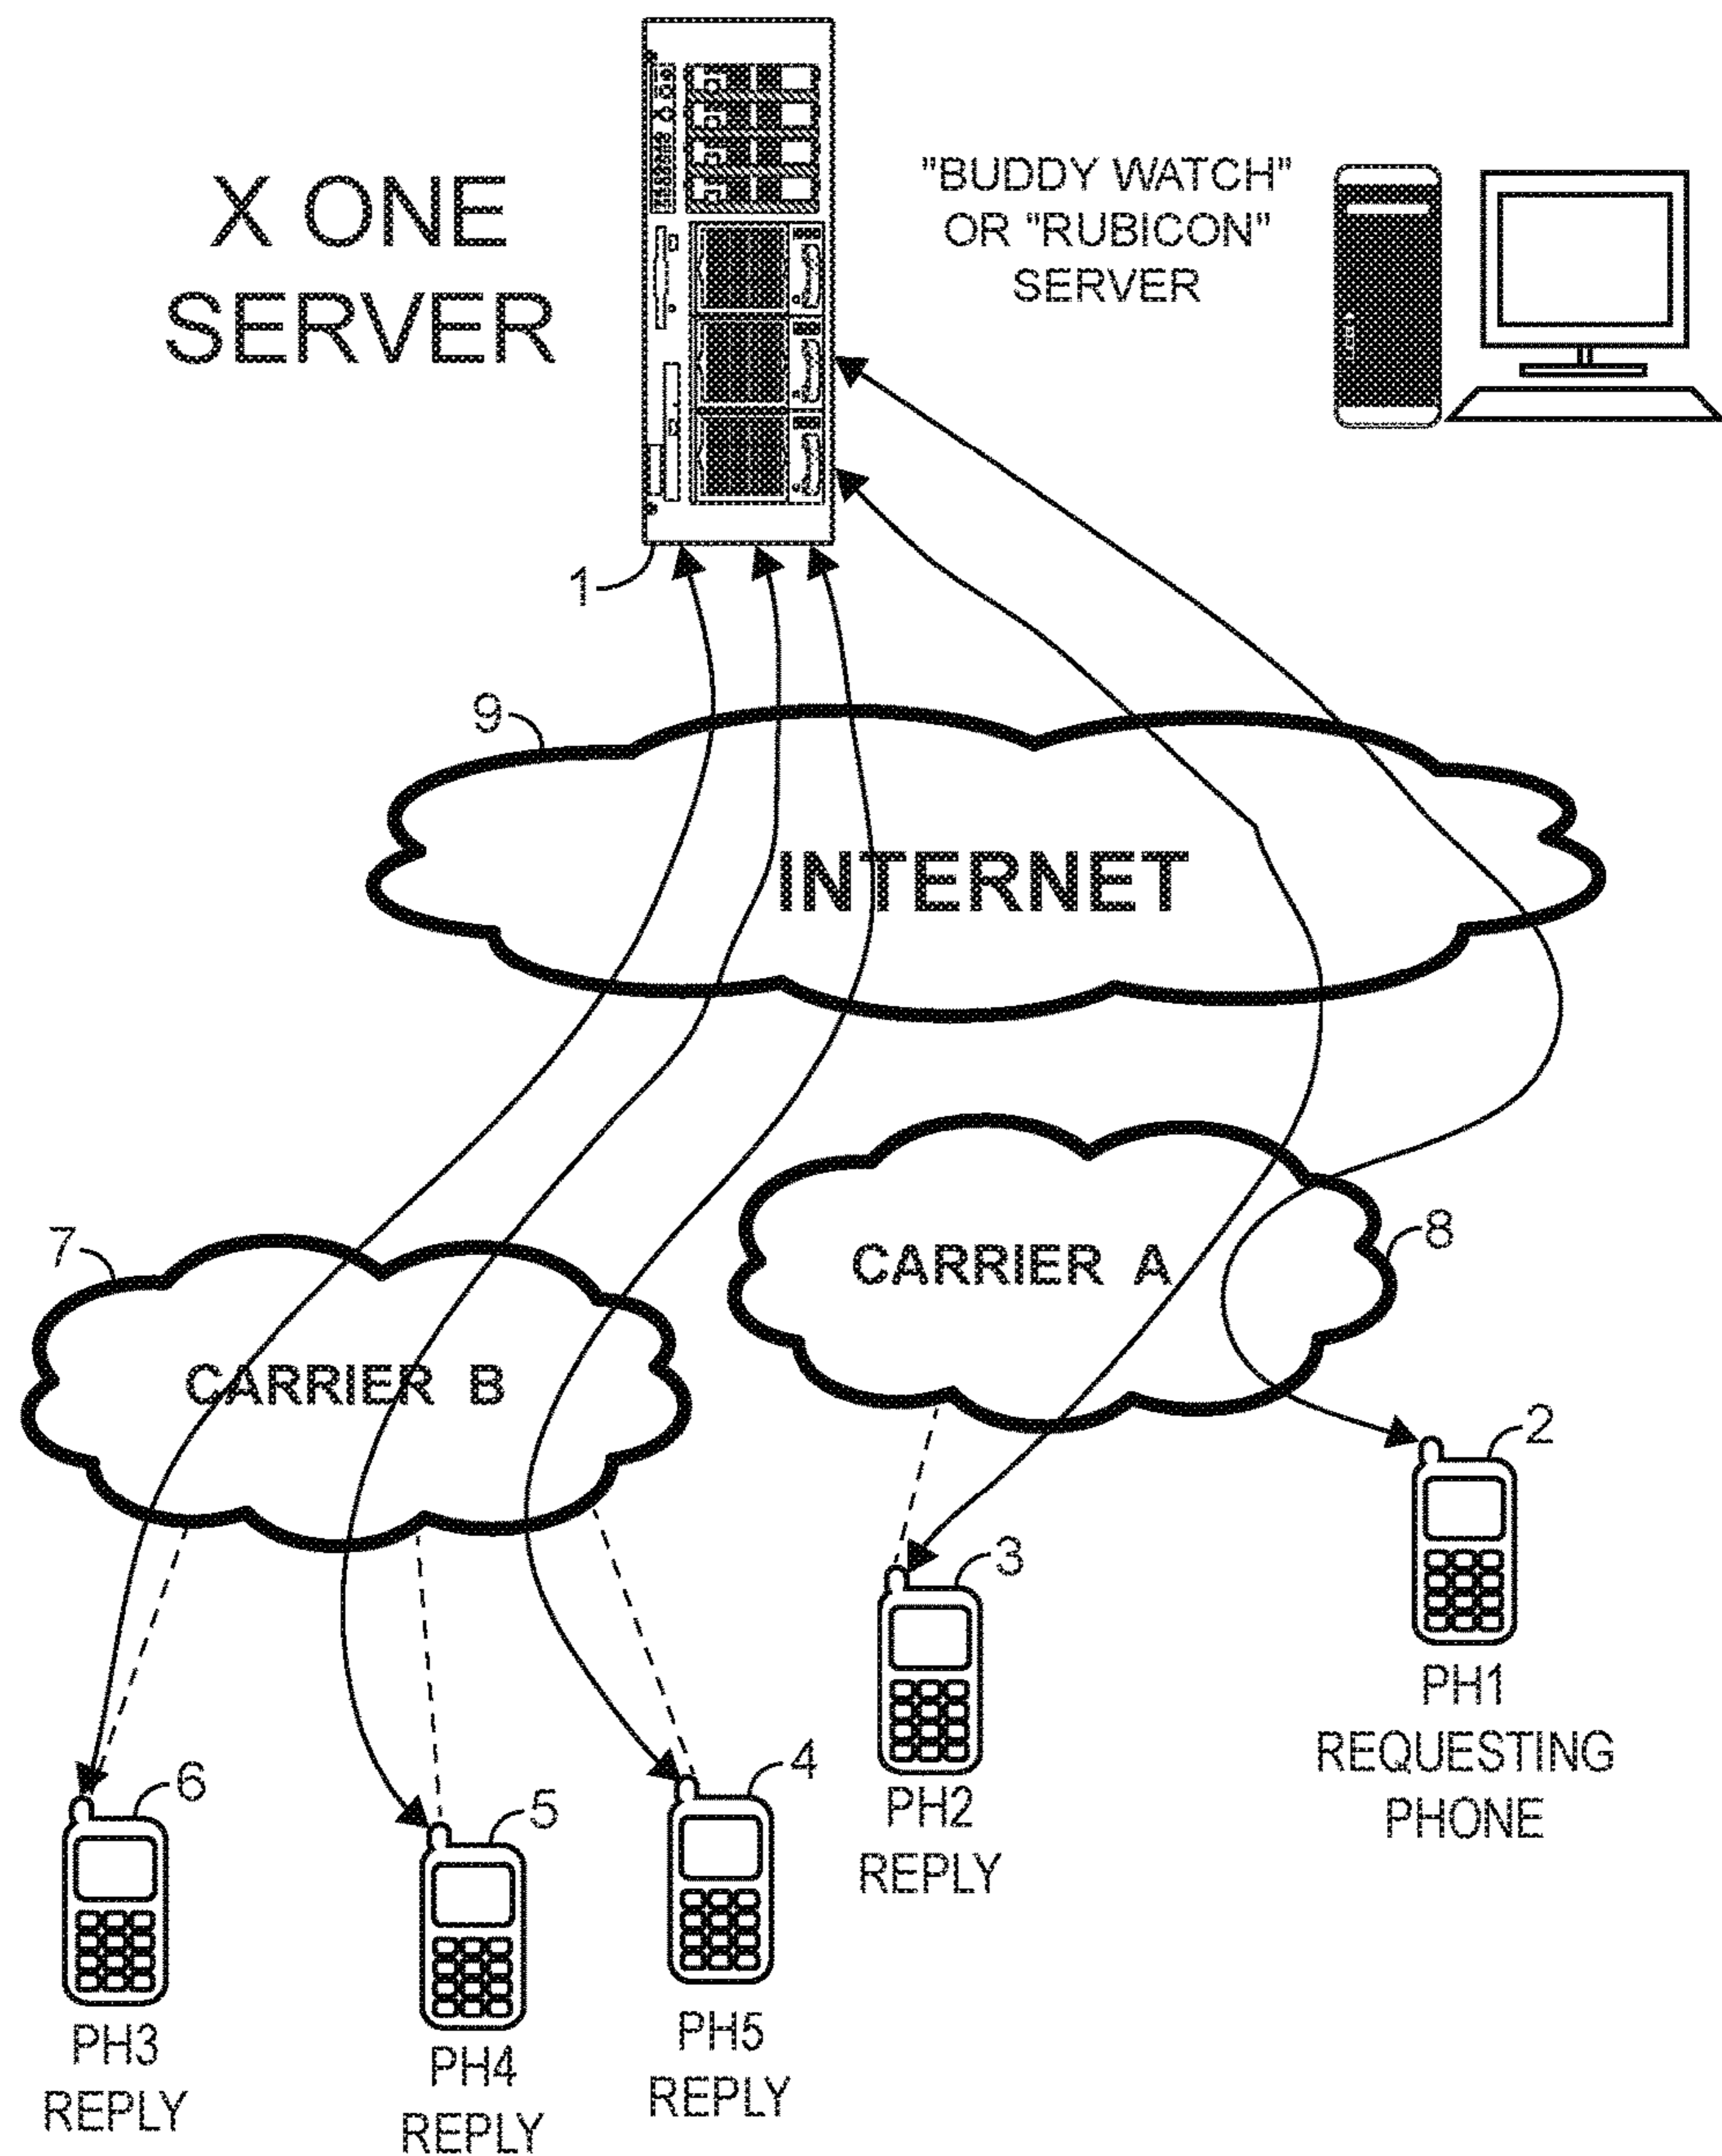 X ONE
SERVER
"BUDDY WATCH"
OR "RUBICON"
SERVER
1
9
INTERNET
7
CARRIER B
CARRIER A
8
2
3
PH1
REQUESTING
PHONE
6
5
4
PH2
REPLY
PH3
REPLY
PH4
REPLY
PH5
REPLY